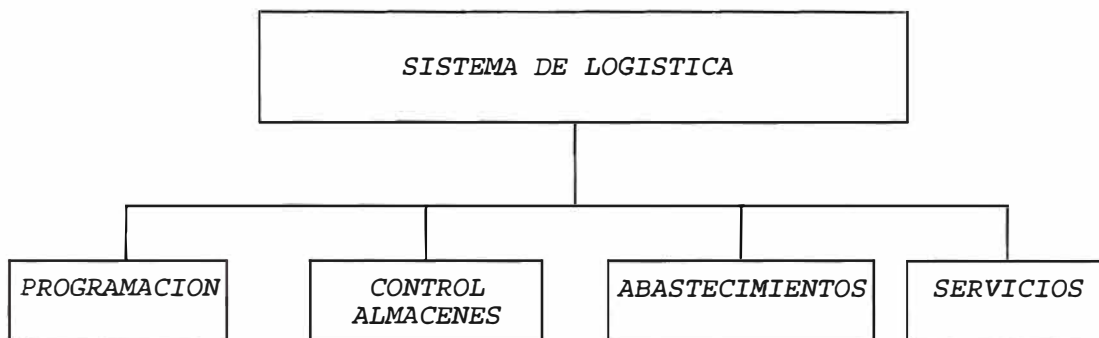 SISTEMA DE LOGISTICA
PROGRAMACION
CONTROL
ALMACENES
ABASTECIMIENTOS
SERVICIOS